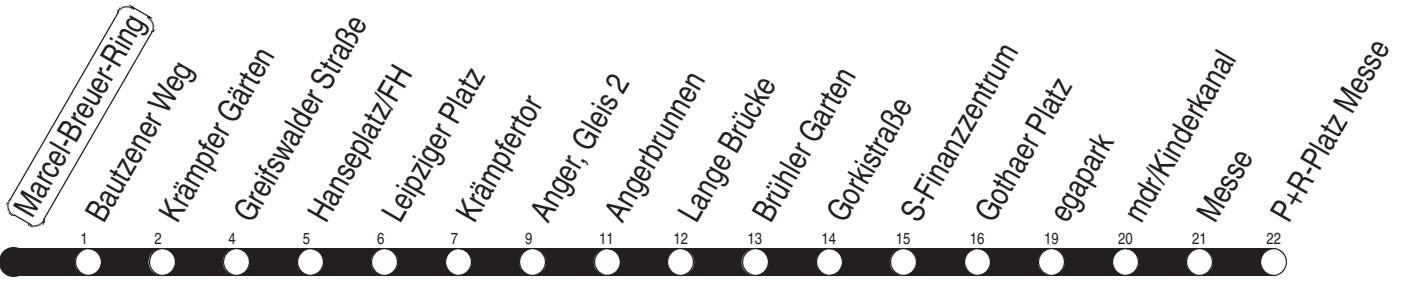 Marcel-Breuer-Ring
Bautzener Weg
Krämpfer Gärten
Greifswalder Straße
Hanseplatz/FH
Leipziger Platz
Krämpfertor
Anger, Gleis 2
Angerbrunnen
Lange Brücke
Brühler Garten
Gorkistraße
S-Finanzzentrum
Gothaer Platz
egapark
mdr/Kinderkanal
Messe
P+R-Platz Messe
1 2 4 5 6 7 9 11 12 13 14 15 16 19 20 21 22